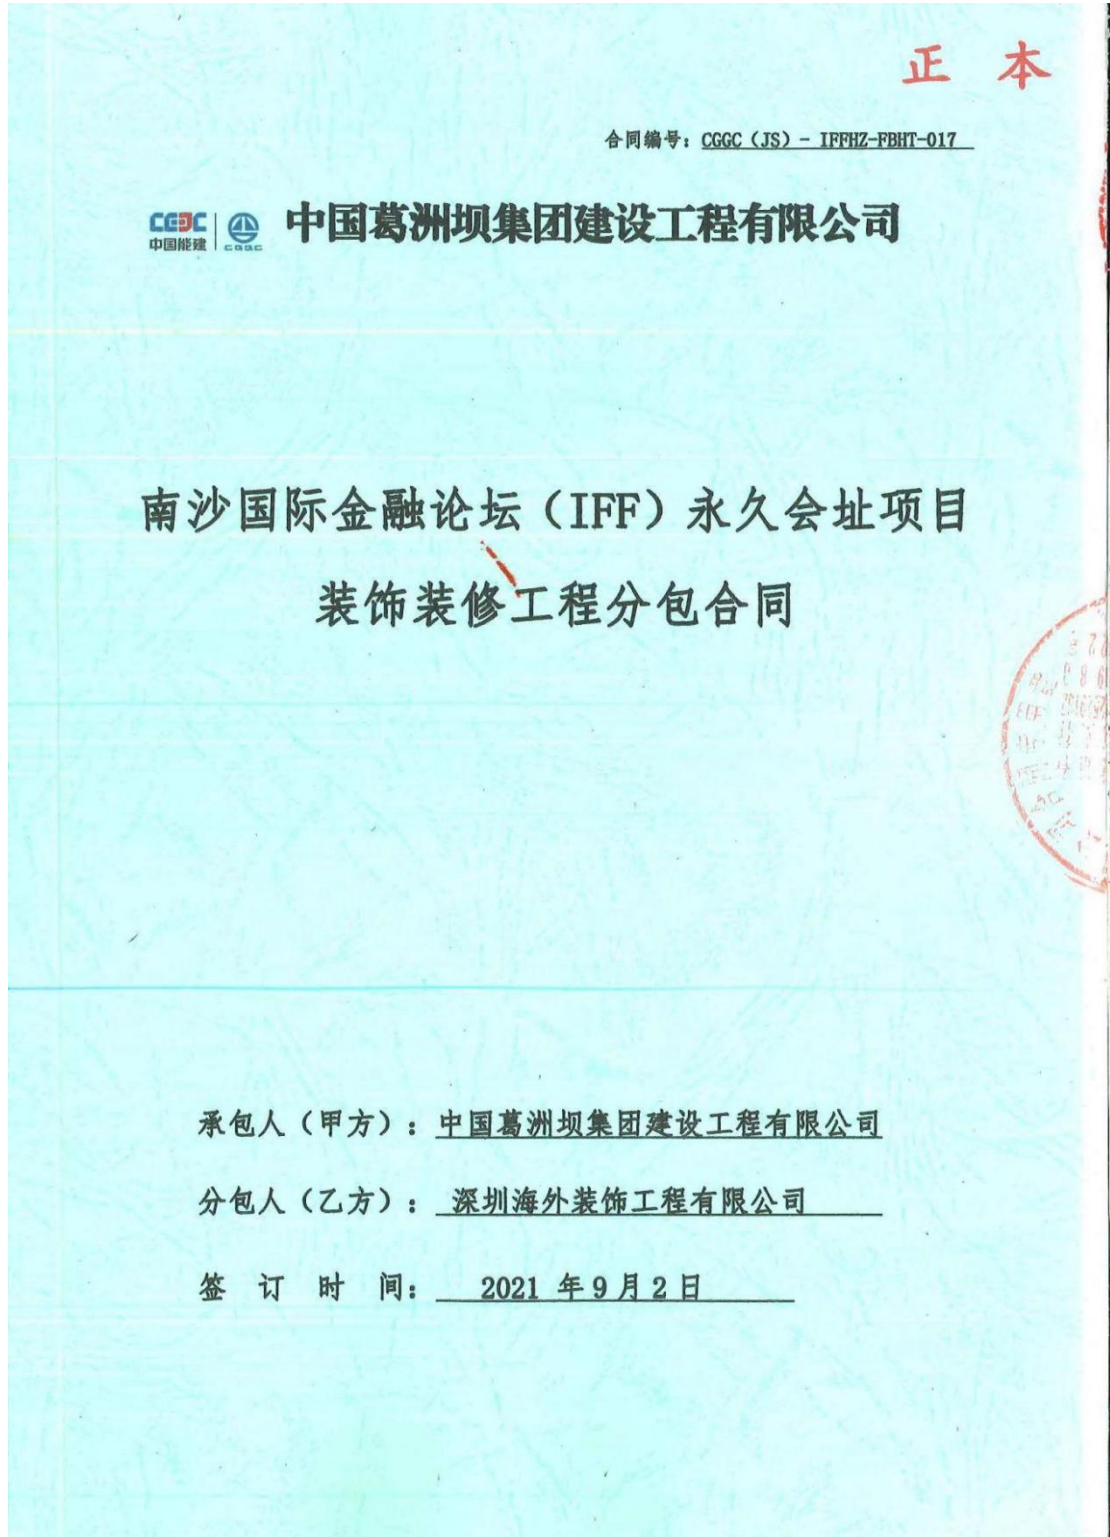 正 本
合同编号：CGGC（JS）- IFFHZ-FBHT-017
中国能建
CGGC
中国葛洲坝集团建设工程有限公司
南沙国际金融论坛（IFF）永久会址项目
装饰装修工程分包合同
承包人（甲方）：中国葛洲坝集团建设工程有限公司
分包人（乙方）：深圳海外装饰工程有限公司
签 订 时 间： 2021 年 9 月 2 日